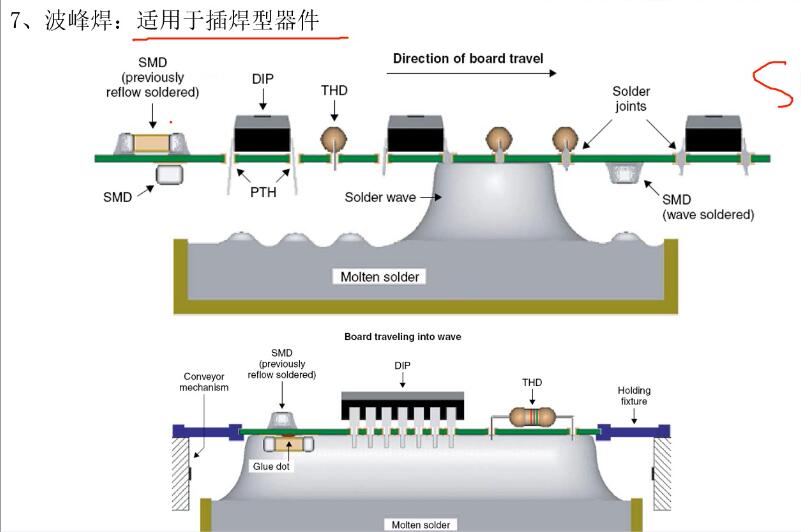 7、波峰焊：适用于插焊型器件
Direction of board travel
SMD
(previously
reflow soldered)
DIP
THD
Solder
joints
SMD
PTH
Solder wave
SMD
(wave soldered)
Molten solder
Board traveling into wave
SMD
(previously
reflow soldered)
DIP
Conveyor
mechanism
THD
Holding
fixture
Glue dot
Molten solder